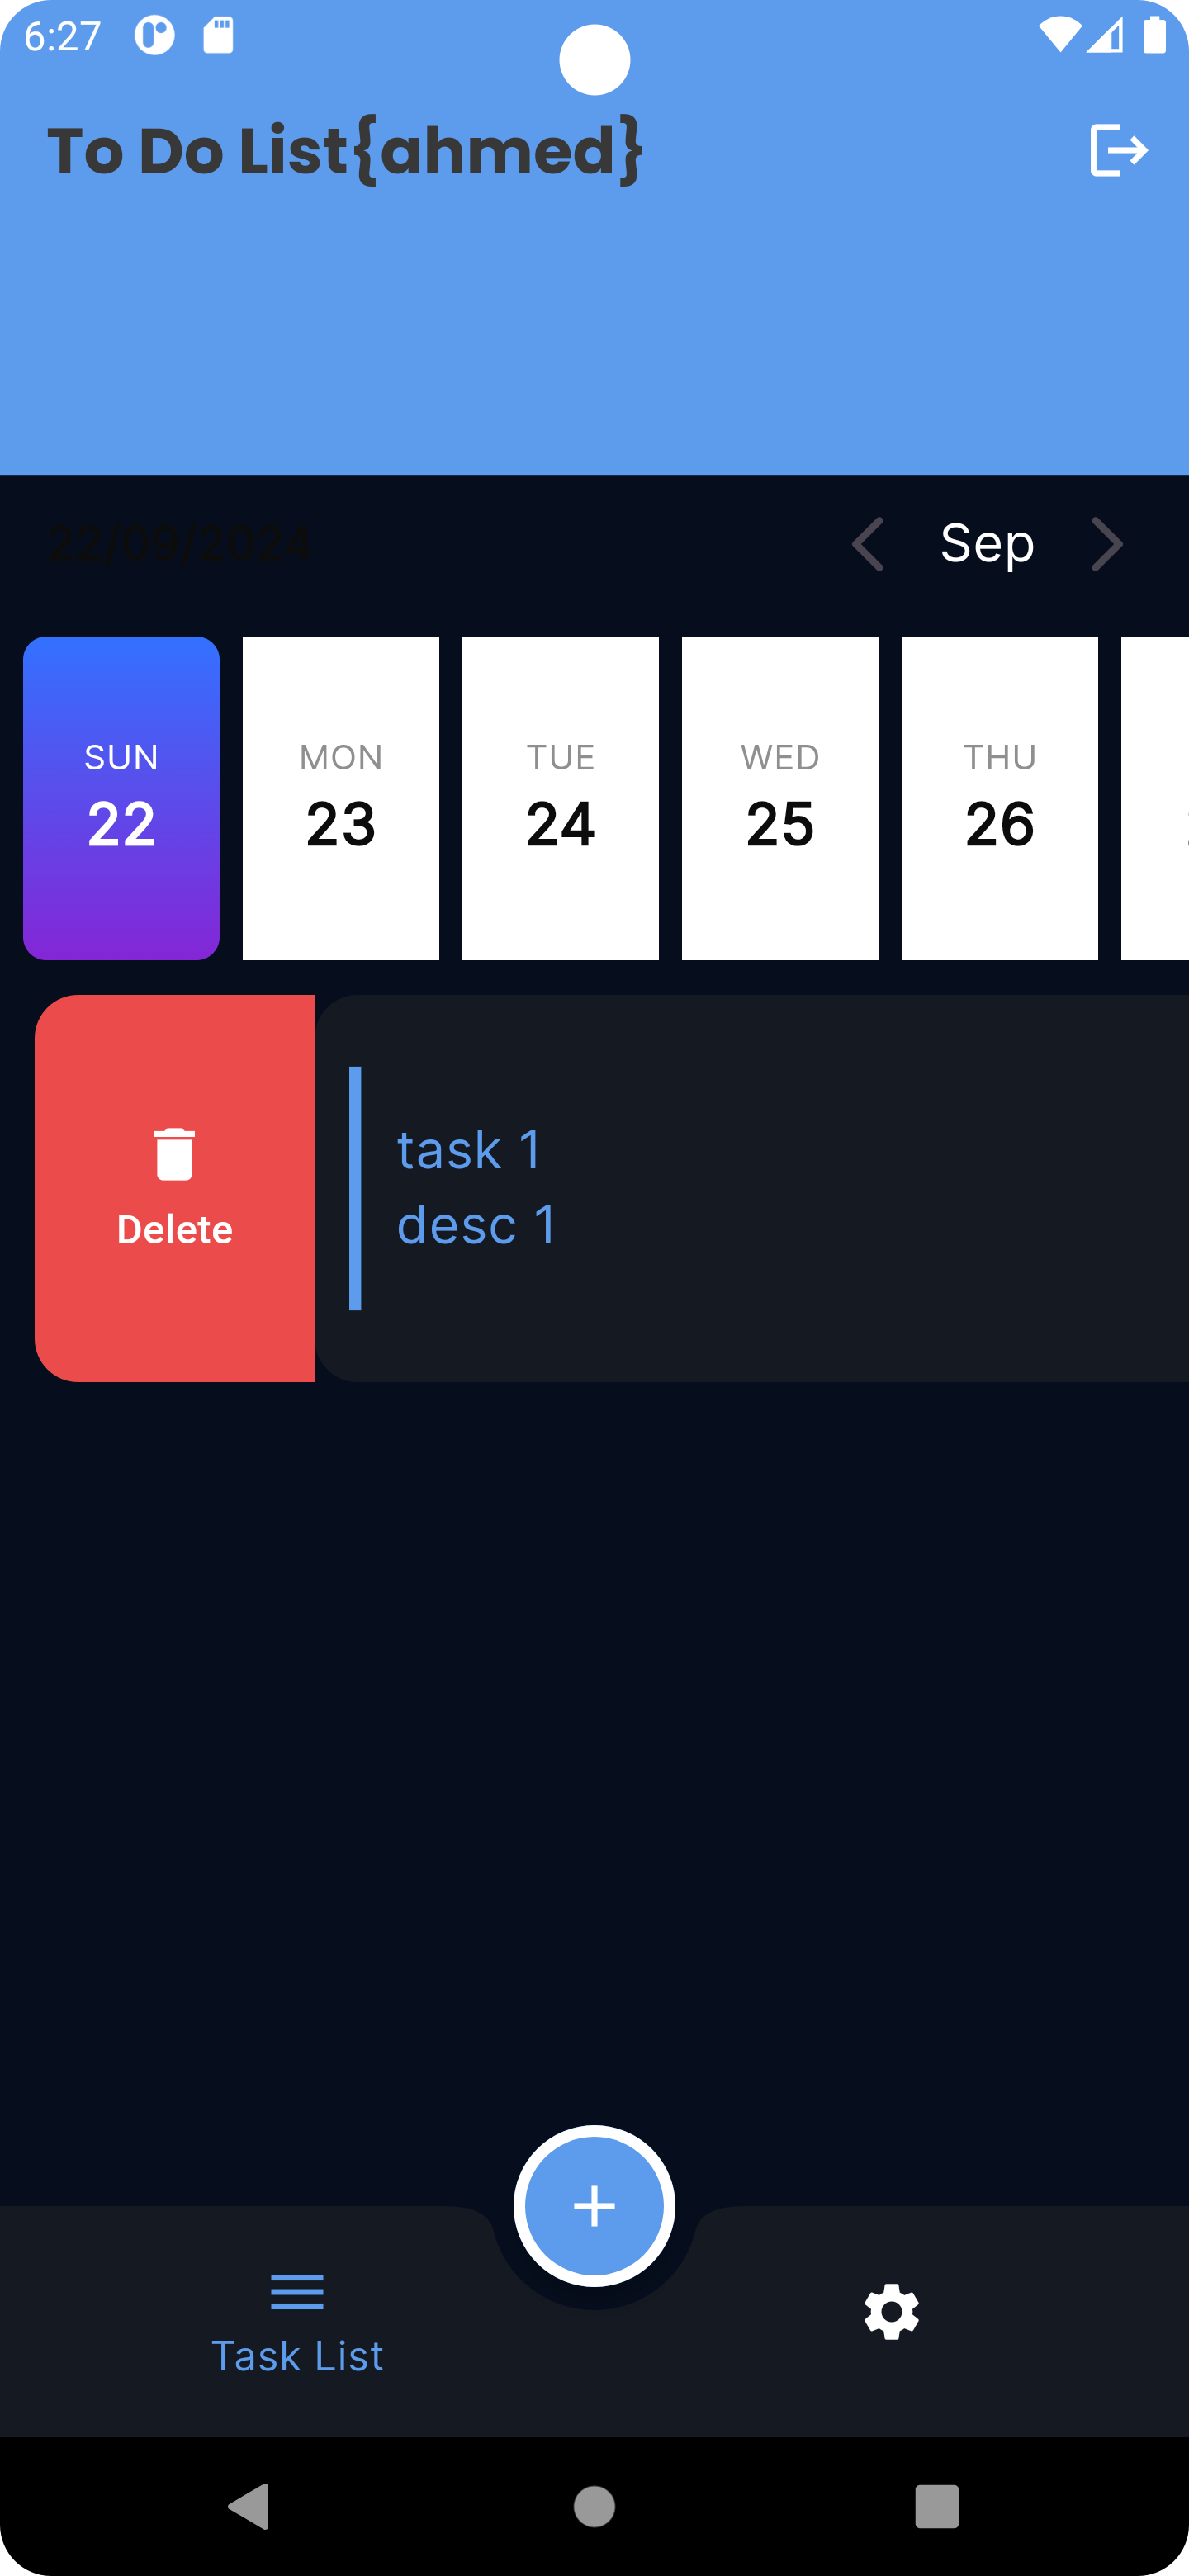 6:27
To Do List{ahmed}
22/09/2024
Sep
SUN MON TUE WED THU
22 23 24 25 26
Delete
task 1
desc 1
Task List